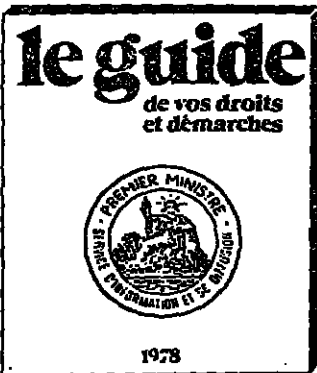 le guide
de vos droits
et démarches
PREMIER MINISTRE
SERVICE D'INFORMATION ET DE DIFFUSION
1978